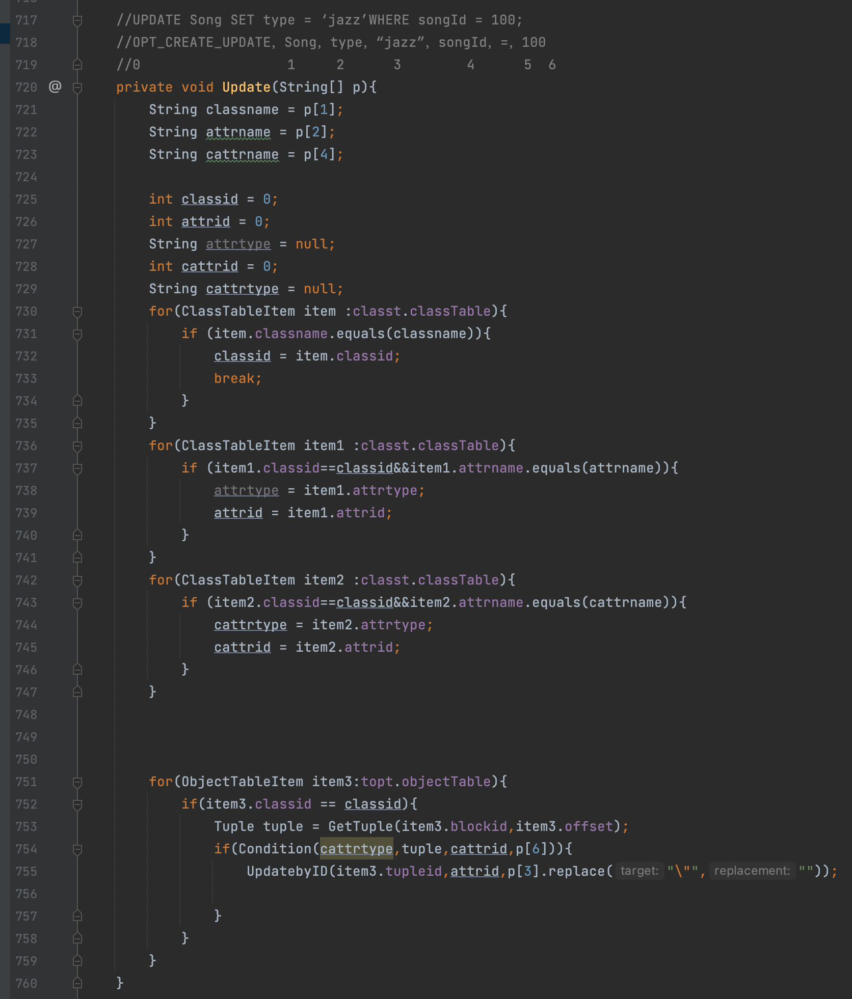 717 //UPDATE Song SET type = ‘jazz’WHERE songId = 100;
718 //OPT_CREATE_UPDATE，Song，type，“jazz”，songId，=，100
719 //0                  1     2      3        4      5  6
720 @ private void Update(String[] p){
721     String classname = p[1];
722     String attrname = p[2];
723     String cattrname = p[4];
724
725     int classid = 0;
726     int attrid = 0;
727     String attrtype = null;
728     int cattrid = 0;
729     String cattrtype = null;
730     for(ClassTableItem item :classt.classTable){
731         if (item.classname.equals(classname)){
732             classid = item.classid;
733             break;
734         }
735     }
736     for(ClassTableItem item1 :classt.classTable){
737         if (item1.classid==classid&&item1.attrname.equals(attrname)){
738             attrtype = item1.attrtype;
739             attrid = item1.attrid;
740         }
741     }
742     for(ClassTableItem item2 :classt.classTable){
743         if (item2.classid==classid&&item2.attrname.equals(cattrname)){
744             cattrtype = item2.attrtype;
745             cattrid = item2.attrid;
746         }
747     }
748
749
750
751     for(ObjectTableItem item3:topt.objectTable){
752         if(item3.classid == classid){
753             Tuple tuple = GetTuple(item3.blockid,item3.offset);
754             if(Condition(cattrtype,tuple,cattrid,p[6])){
755                 UpdatebyID(item3.tupleid,attrid,p[3].replace( target: "\"", replacement: ""));
756
757             }
758         }
759     }
760 }